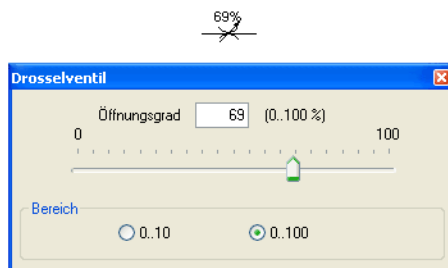 69%
Drosselventil
Öffnungsgrad 69 (0..100 %)
0 100
Bereich
0..10 0..100